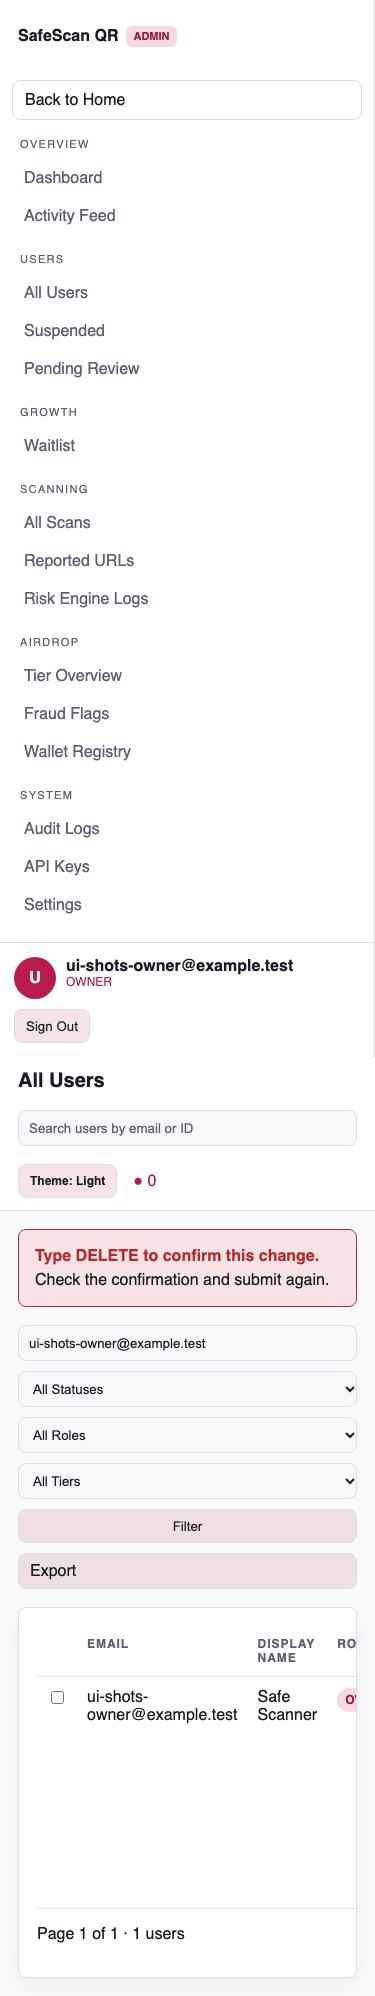 SafeScan QR ADMIN
Back to Home
OVERVIEW
Dashboard
Activity Feed
USERS
All Users
Suspended
Pending Review
GROWTH
Waitlist
SCANNING
All Scans
Reported URLs
Risk Engine Logs
AIRDROP
Tier Overview
Fraud Flags
Wallet Registry
SYSTEM
Audit Logs
API Keys
Settings
U
ui-shots-owner@example.test
OWNER
Sign Out
All Users
Search users by email or ID
Theme: Light
● 0
Type DELETE to confirm this change.
Check the confirmation and submit again.
ui-shots-owner@example.test
All Statuses
All Roles
All Tiers
Filter
Export
EMAIL DISPLAY RO
NAME
ui-shots- Safe
owner@example.test Scanner
Page 1 of 1 · 1 users